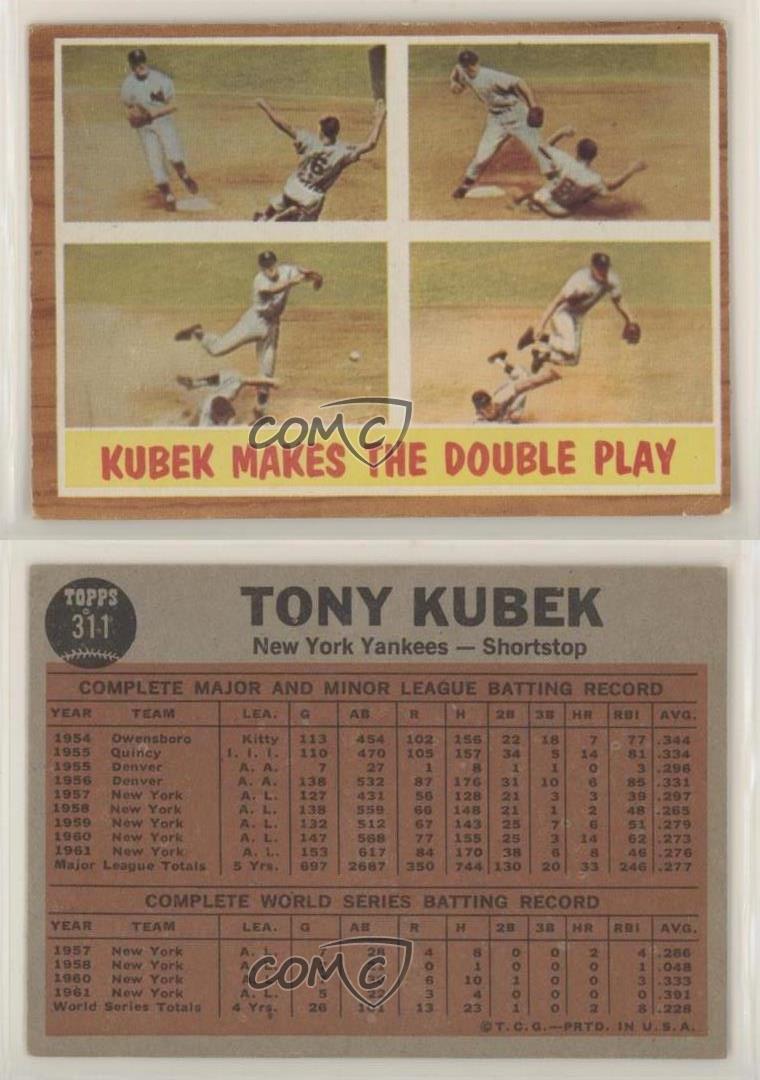 6
KUBEK MAKES THE DOUBLE PLAY
COMC
TOPPS
311
TONY KUBEK
New York Yankees — Shortstop
COMPLETE MAJOR AND MINOR LEAGUE BATTING RECORD
YEAR TEAM LEA. G AB R H 2B 3B HR RBI AVG.
1954 Owensboro Kitty 113 454 102 156 22 18 7 77 .344
1955 Quincy I. I. I. 110 470 105 157 34 5 14 81 .334
1955 Denver A. A. 7 27 1 8 1 1 0 3 .296
1956 Denver A. A. 138 532 87 176 31 10 6 85 .331
1957 New York A. L. 127 431 56 128 21 3 3 39 .297
1958 New York A. L. 138 559 66 148 21 1 2 48 .265
1959 New York A. L. 132 512 67 143 25 7 6 51 .279
1960 New York A. L. 147 568 77 155 25 3 14 62 .273
1961 New York A. L. 153 617 84 170 38 6 8 46 .276
Major League Totals 5 Yrs. 697 2687 350 744 130 20 33 246 .277
COMPLETE WORLD SERIES BATTING RECORD
YEAR TEAM LEA. G AB R H 2B 3B HR RBI AVG.
1957 New York A. L. 28 4 8 0 0 2 4 .286
1958 New York 0 1 0 0 0 1 .048
1960 New York 6 10 1 0 0 3 .333
1961 New York A. L. 5 3 4 0 0 0 0
World Series Totals 4 Yrs. 26 101 13 23 1 0 2 8 .228
COMC
©T.C.G.—PRTD. IN U.S.A.